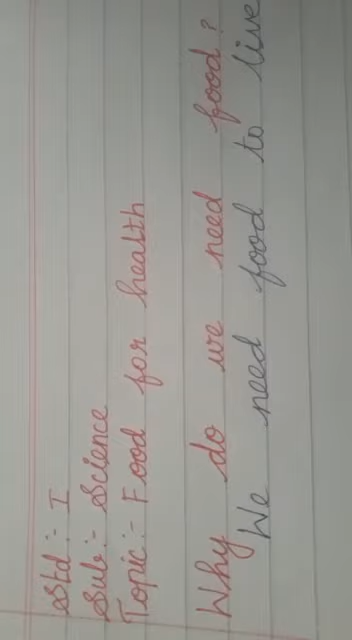 Std :- I
Sub :- Science
Topic :- Food for health
Why do we need food?
We need food to live